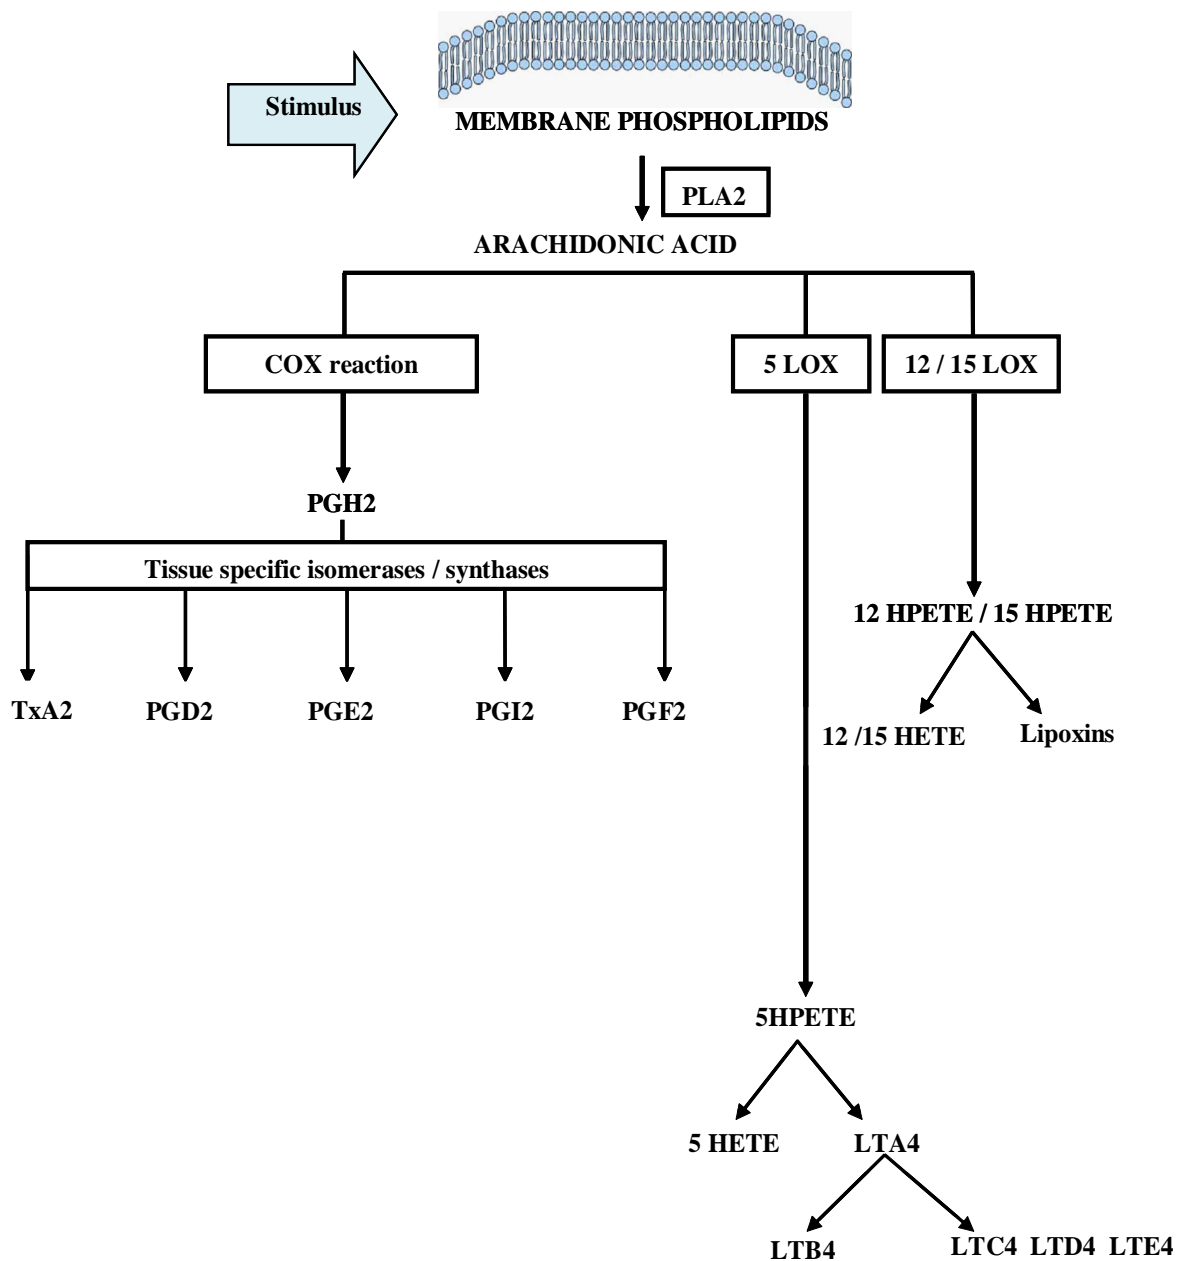 Stimulus
MEMBRANE PHOSPHOLIPIDS
PLA2
ARACHIDONIC ACID
COX reaction
5 LOX
12 / 15 LOX
PGH2
Tissue specific isomerases / synthases
12 HPETE / 15 HPETE
TxA2
PGD2
PGE2
PGI2
PGF2
12 /15 HETE
Lipoxins
5HPETE
5 HETE
LTA4
LTB4
LTC4 LTD4 LTE4